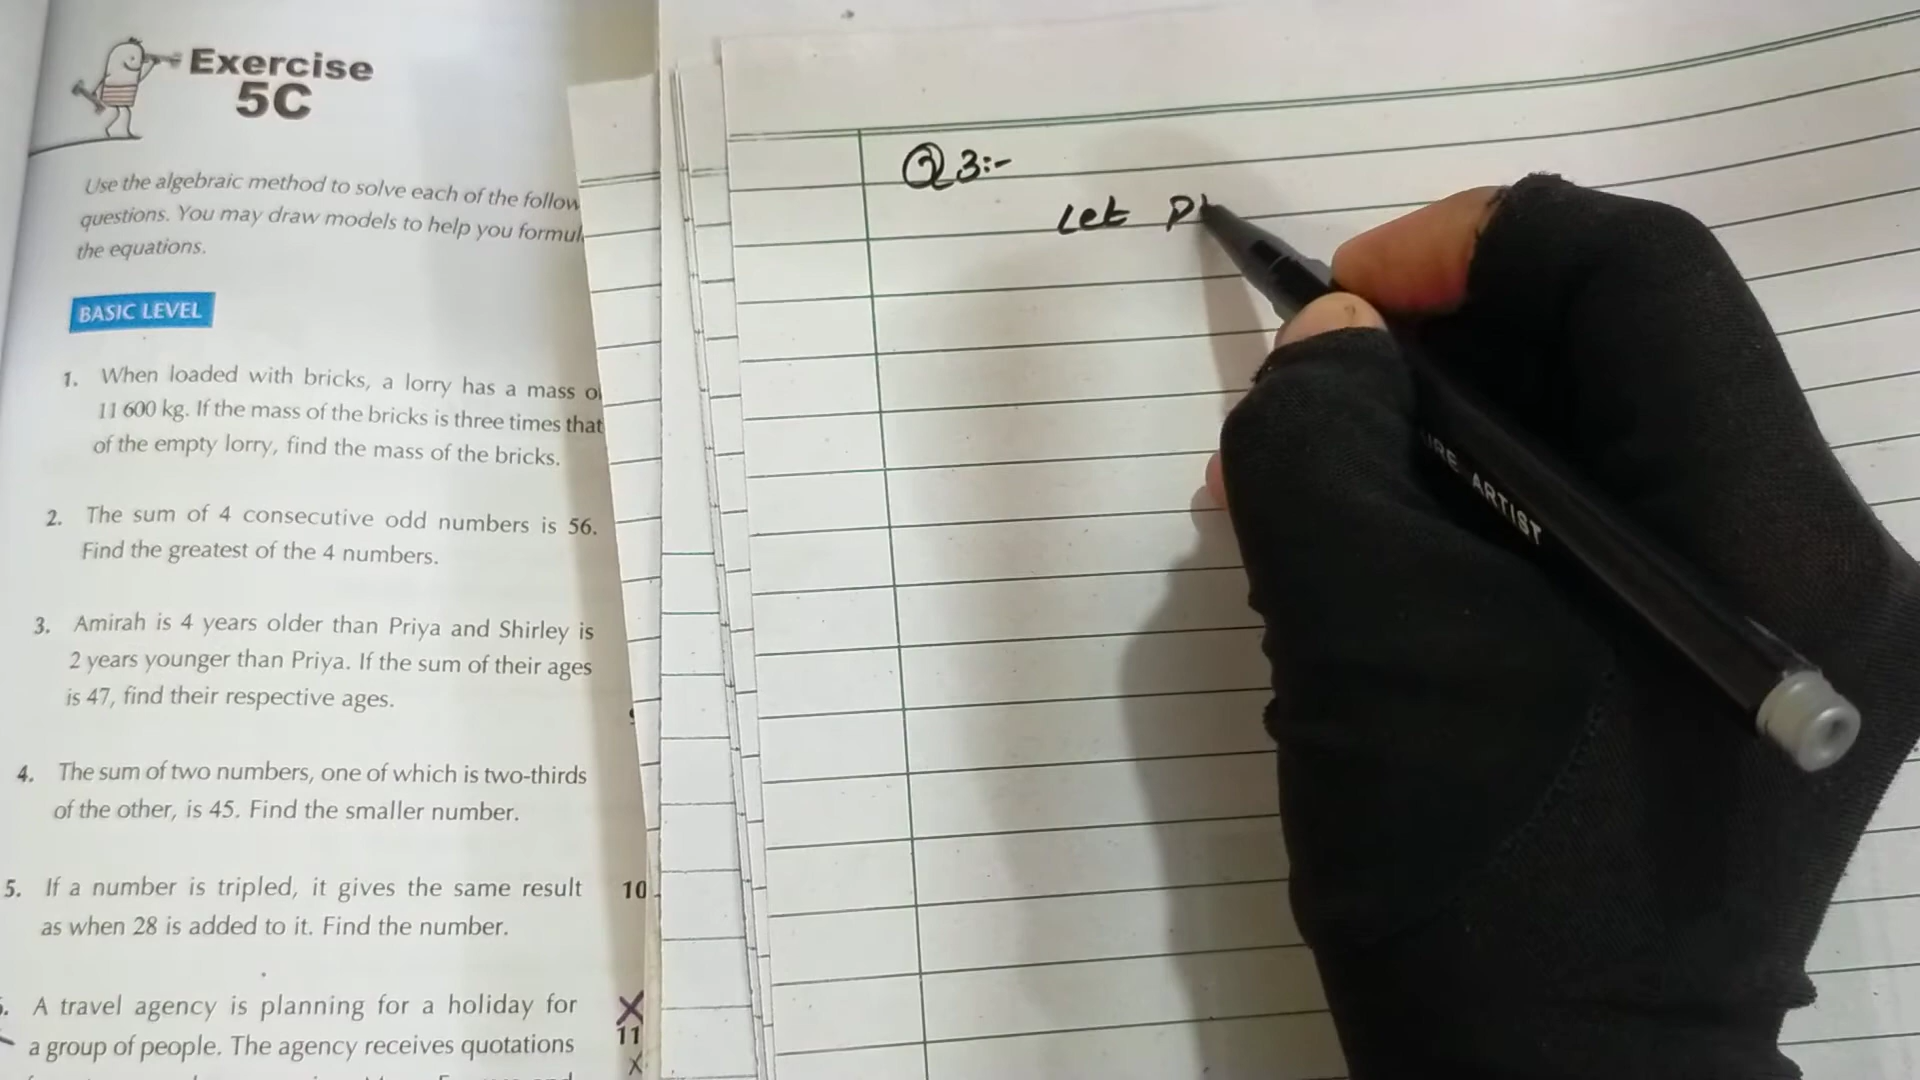 Exercise
5C
Use the algebraic method to solve each of the follow
questions. You may draw models to help you formul
the equations.
BASIC LEVEL
1. When loaded with bricks, a lorry has a mass o
11 600 kg. If the mass of the bricks is three times that
of the empty lorry, find the mass of the bricks.
2. The sum of 4 consecutive odd numbers is 56.
Find the greatest of the 4 numbers.
3. Amirah is 4 years older than Priya and Shirley is
2 years younger than Priya. If the sum of their ages
is 47, find their respective ages.
4. The sum of two numbers, one of which is two-thirds
of the other, is 45. Find the smaller number.
5. If a number is tripled, it gives the same result
as when 28 is added to it. Find the number.
A travel agency is planning for a holiday for
a group of people. The agency receives quotations
10
11
Q3:-
Let
ARTIST